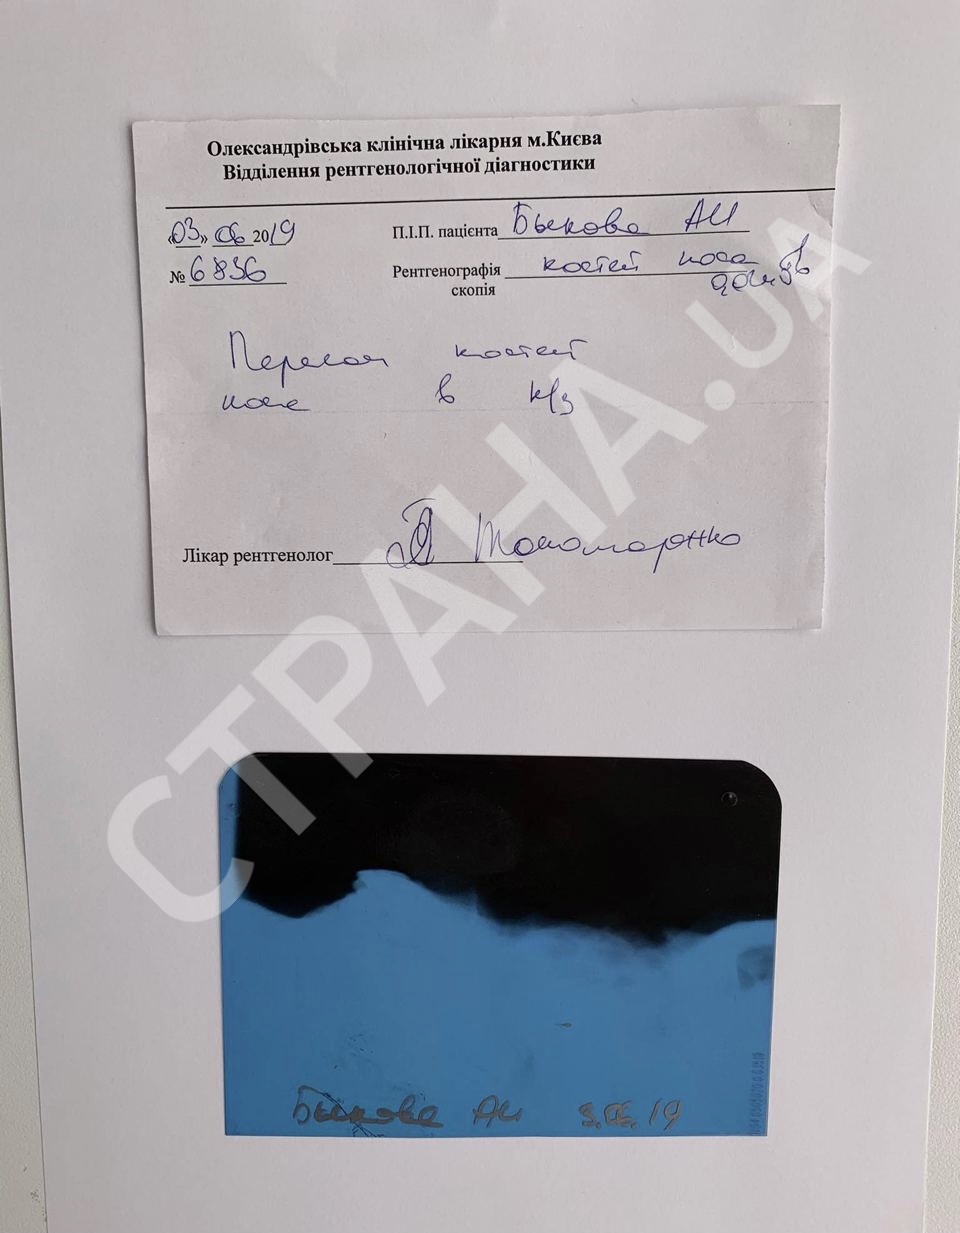 Олександрівська клінічна лікарня м.Києва
Відділення рентгенологічної діагностики
«03» 06 2019
П.І.П. пацієнта Быкова АИ
№ 6836
Рентгенографія костей носа
скопія
Перелом костей
носа в к/з
Лікар рентгенолог
СТРАНА.UA
Быкова АИ 3.06.19